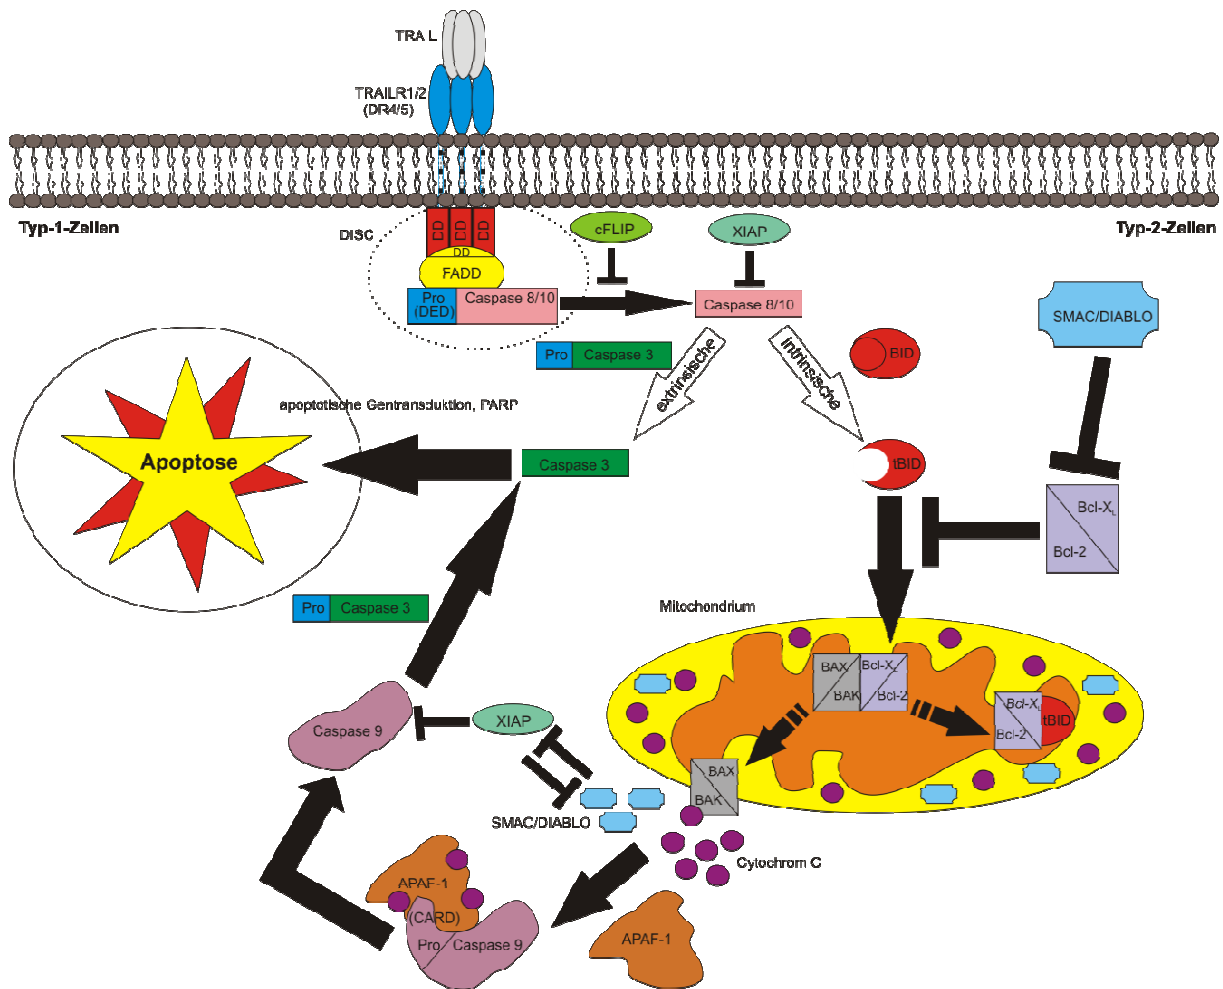 TRA L
TRAILR1/2
(DR4/5)
Typ-1-Zellen
Typ-2-Zellen
DISC
CD
CD
CD
DD
FADD
cFLIP
XIAP
Pro
(DED)
Caspase 8/10
Caspase 8/10
SMAC/DIABLO
Pro
Caspase 3
extrinsische
intrinsische
BID
apoptotische Gentransduktion, PARP
Apoptose
Caspase 3
tBID
Bcl-XL
Bcl-2
Pro
Caspase 3
Mitochondrium
BAX
BAK
Bcl-XL
Bcl-2
Bcl-XL
Bcl-2
tBID
Caspase 9
XIAP
BAX
BAK
SMAC/DIABLO
Cytochrom C
APAF-1
(CARD)
Pro
Caspase 9
APAF-1